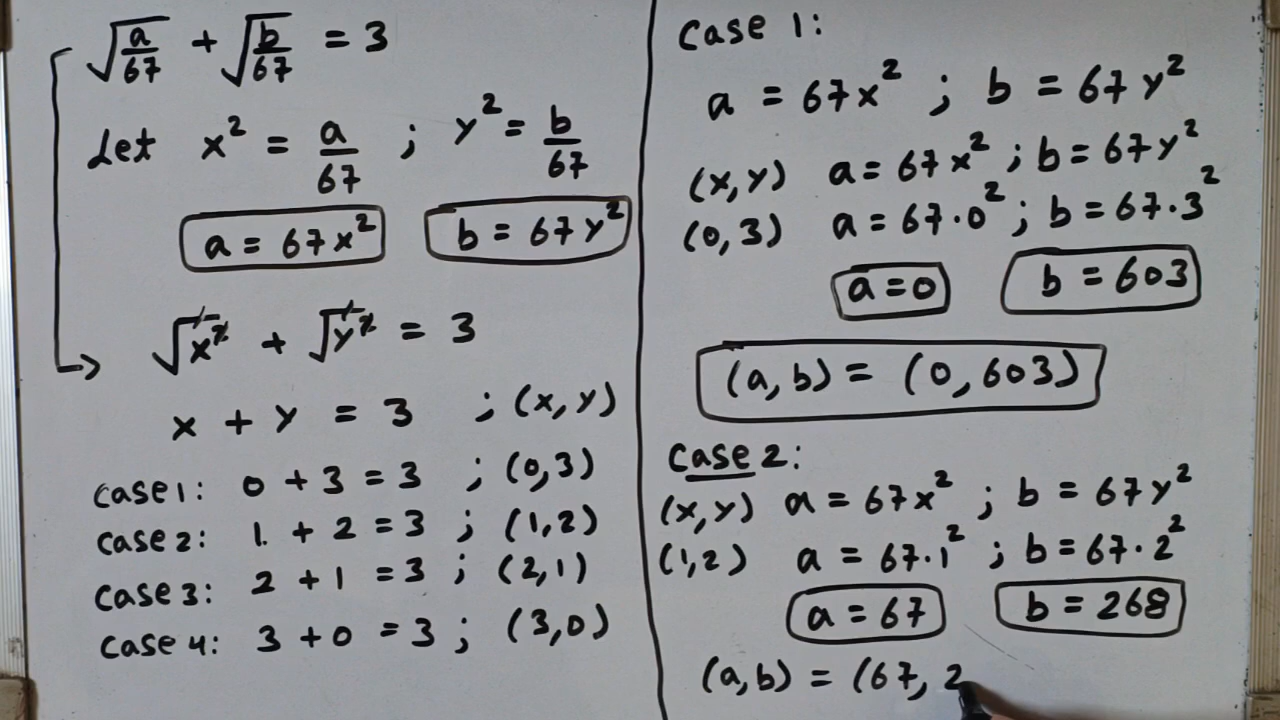 √(a/67) + √(b/67) = 3
Let x² = a/67 ; y² = b/67
a = 67x² b = 67y²
√x² + √y² = 3
x + y = 3 ; (x, y)
case 1: 0 + 3 = 3 ; (0,3)
case 2: 1. + 2 = 3 ; (1,2)
case 3: 2 + 1 = 3 ; (2,1)
case 4: 3 + 0 = 3 ; (3,0)
Case 1:
a = 67x² ; b = 67y²
(x,y) a = 67x² ; b = 67y²
(0,3) a = 67·0² ; b = 67·3²
a = 0 b = 603
(a,b) = (0,603)
Case 2:
(x,y) a = 67x² ; b = 67y²
(1,2) a = 67·1² ; b = 67·2²
a = 67 b = 268
(a,b) = (67, 2